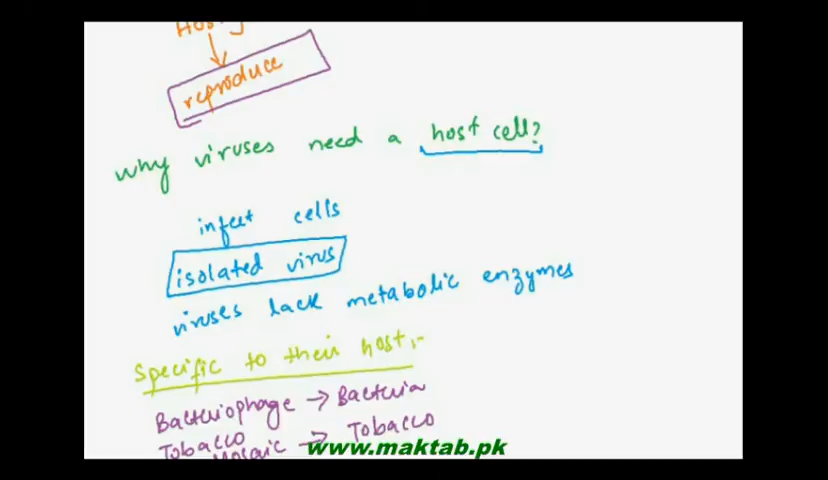 reproduce
why viruses need a host cell?
infect cells
isolated virus
viruses lack metabolic enzymes
Specific to their host:-
Bacteriophage → Bacteria
Tobacco
Mosaic → Tobacco
www.maktab.pk